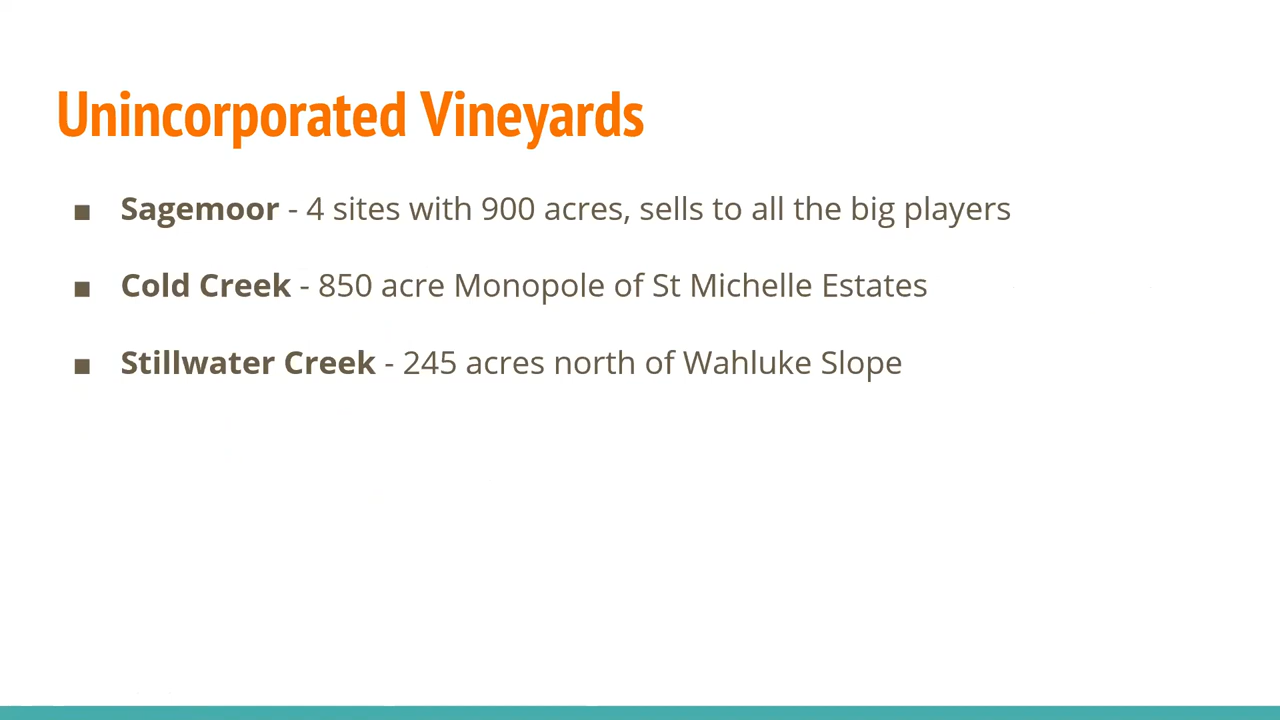 Unincorporated Vineyards
■ Sagemoor - 4 sites with 900 acres, sells to all the big players
■ Cold Creek - 850 acre Monopole of St Michelle Estates
■ Stillwater Creek - 245 acres north of Wahluke Slope